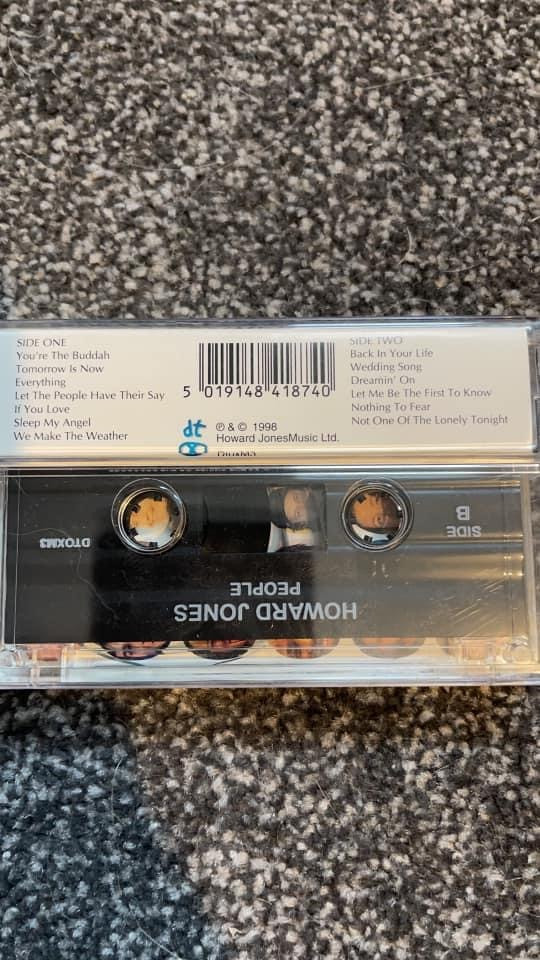 SIDE ONE
You're The Buddah
Tomorrow Is Now
Everything
Let The People Have Their Say
If You Love
Sleep My Angel
We Make The Weather
5 019148 418740
dt
℗ & © 1998
Howard JonesMusic Ltd.
SIDE TWO
Back In Your Life
Wedding Song
Dreamin' On
Let Me Be The First To Know
Nothing To Fear
Not One Of The Lonely Tonight
HOWARD JONES
PEOPLE
SIDE
B
DTOXM3